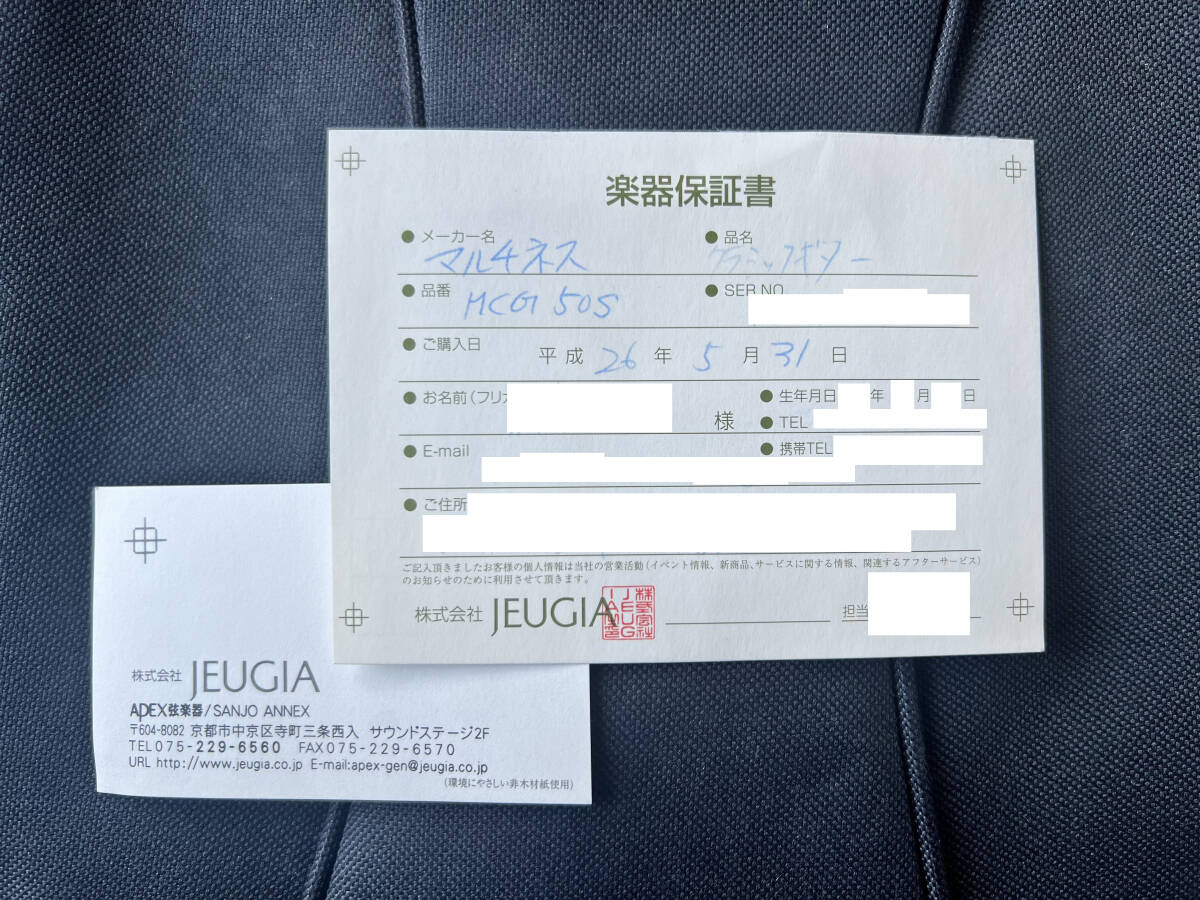 楽器保証書
● メーカー名 マルチネス ● 品名 クラシックギター
● 品番 MCG 50S ● SER NO
● ご購入日 平成 26 年 5 月 31 日
● お名前(フリガ 様 ● 生年月日 年 月 日
● TEL
● E-mail ● 携帯TEL
● ご住所
ご記入頂きましたお客様の個人情報は当社の営業活動(イベント情報、新商品、サービスに関する情報、関連するアフターサービス)
のお知らせのために利用させて頂きます。
株式会社 JEUGIA 担当
株式会社 JEUGIA
APEX弦楽器/SANJO ANNEX
〒604-8082 京都市中京区寺町三条西入 サウンドステージ2F
TEL075-229-6560 FAX075-229-6570
URL http://www.jeugia.co.jp E-mail:apex-gen@jeugia.co.jp
(環境にやさしい非木材紙使用)